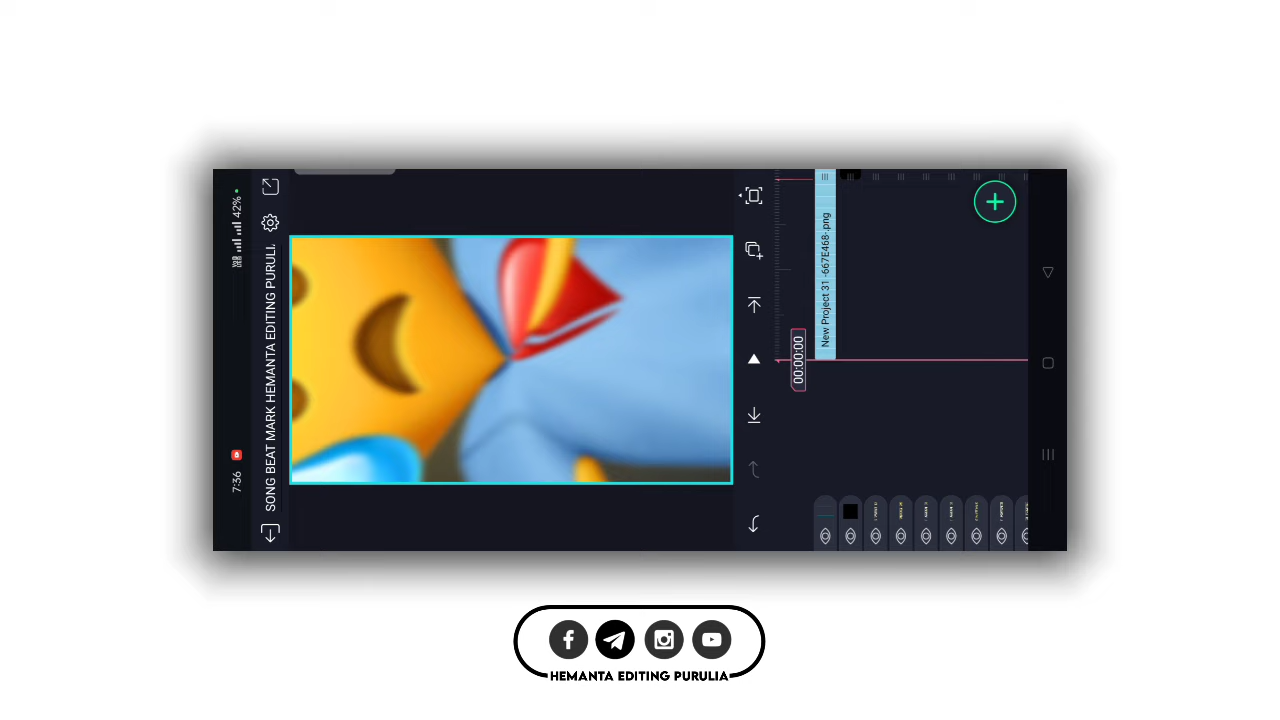 7:36
42%
SONG BEAT MARK HEMANTA EDITING PURULI.
00:00:00
New Project 31 -667E468-.png
HEMANTA EDITING PURULIA